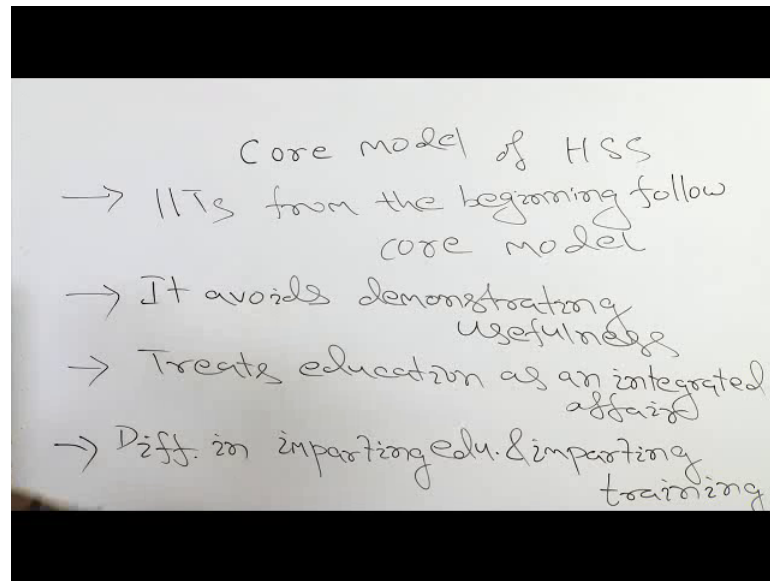 Core model of HSS
→ IITs from the beginning follow
core model
→ It avoids demonstrating
usefulness
→ Treats education as an integrated
affair
→ Diff. in imparting edu. & imparting
training